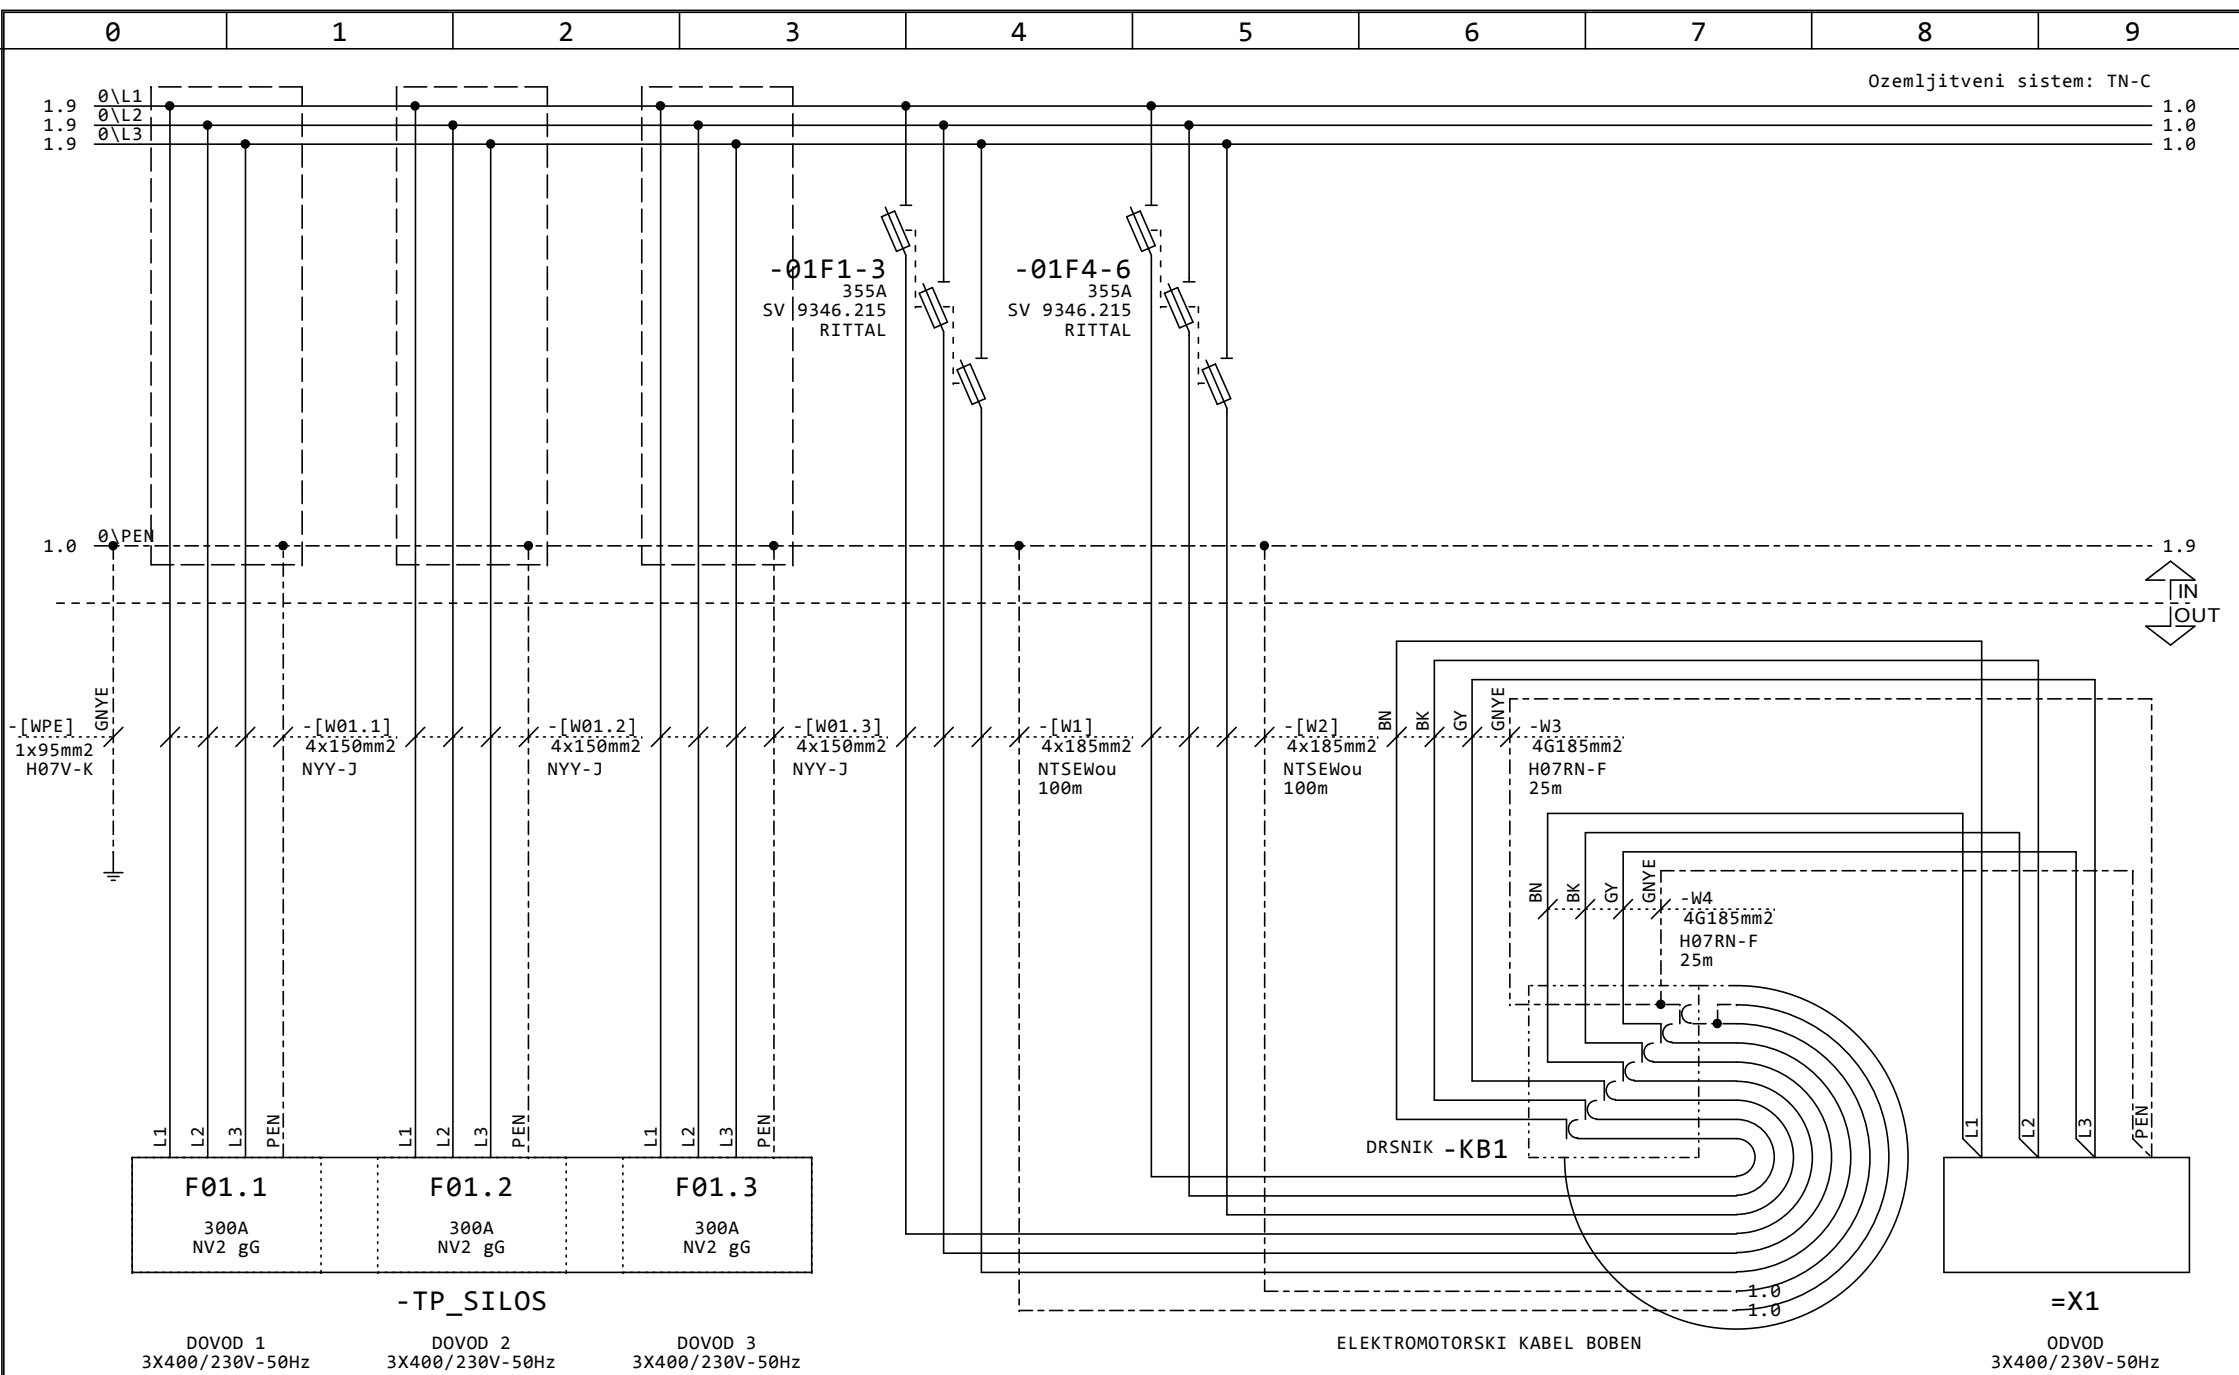 0 1 2 3 4 5 6 7 8 9
Ozemljitveni sistem: TN-C
1.9 0\L1 1.0
1.9 0\L2 1.0
1.9 0\L3 1.0
-01F1-3
355A
SV 9346.215
RITTAL
-01F4-6
355A
SV 9346.215
RITTAL
1.0 0\PEN 1.9
IN
OUT
-[WPE]
1x95mm2
H07V-K
GNYE
-[W01.1]
4x150mm2
NYY-J
-[W01.2]
4x150mm2
NYY-J
-[W01.3]
4x150mm2
NYY-J
-[W1]
4x185mm2
NTSEWou
100m
-[W2]
4x185mm2
NTSEWou
100m
BN BK GY GNYE
-W3
4G185mm2
H07RN-F
25m
BN BK GY GNYE
-W4
4G185mm2
H07RN-F
25m
L1 L2 L3 PEN
L1 L2 L3 PEN
L1 L2 L3 PEN
DRSNIK -KB1
L1 L2 L3 PEN
F01.1
300A
NV2 gG
F01.2
300A
NV2 gG
F01.3
300A
NV2 gG
-TP_SILOS
1.0
1.0
=X1
DOVOD 1
3X400/230V-50Hz
DOVOD 2
3X400/230V-50Hz
DOVOD 3
3X400/230V-50Hz
ELEKTROMOTORSKI KABEL BOBEN
ODVOD
3X400/230V-50Hz